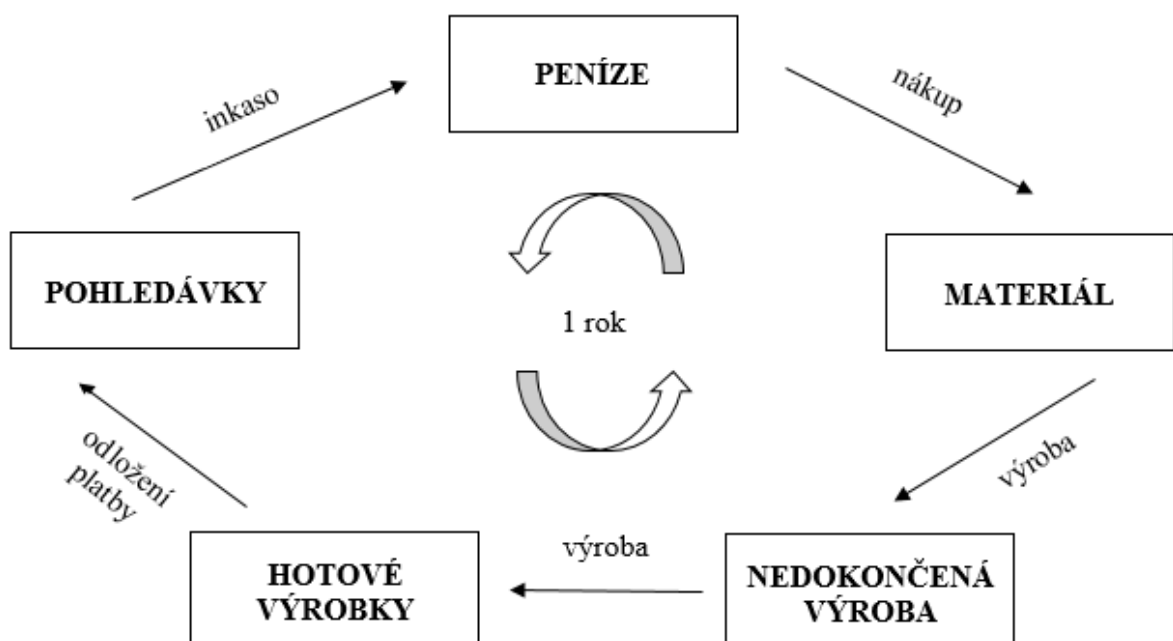 PENÍZE
nákup
MATERIÁL
výroba
NEDOKONČENÁ
VÝROBA
výroba
HOTOVÉ
VÝROBKY
odložení
platby
POHLEDÁVKY
inkaso
1 rok